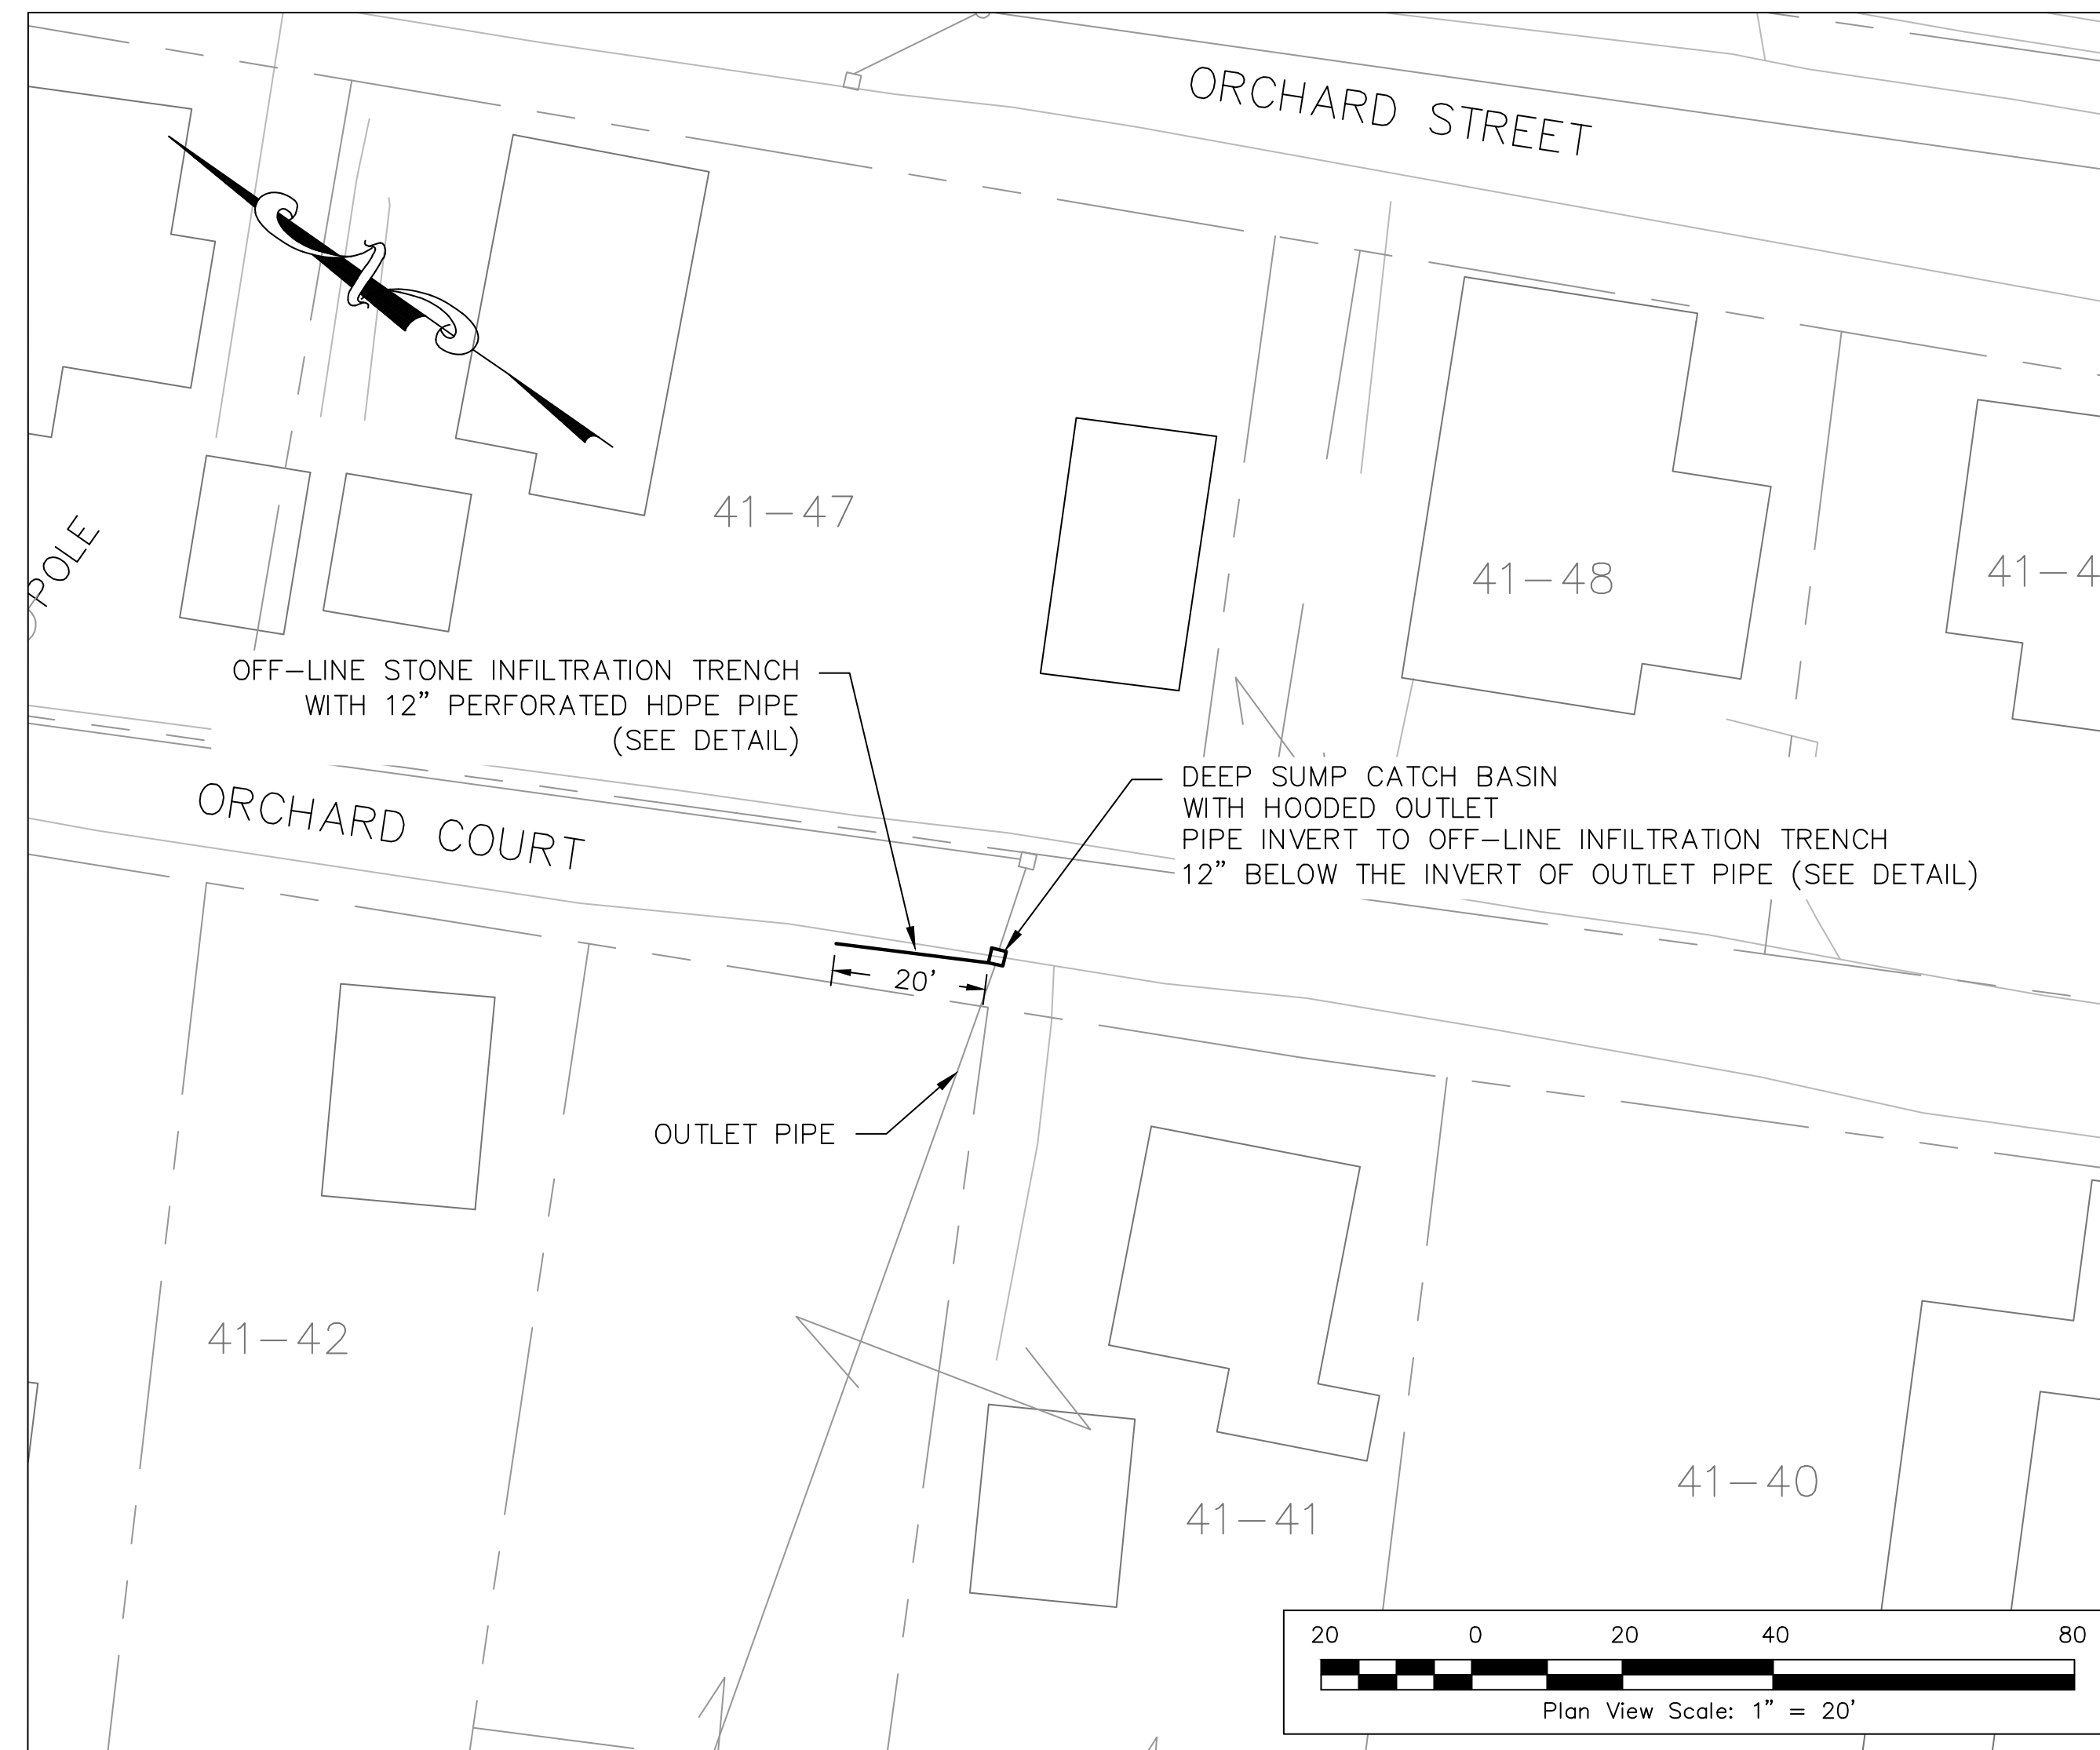 ORCHARD STREET
41-47
41-48
41-4
POLE
OFF-LINE STONE INFILTRATION TRENCH
WITH 12" PERFORATED HDPE PIPE
(SEE DETAIL)
ORCHARD COURT
DEEP SUMP CATCH BASIN
WITH HOODED OUTLET
PIPE INVERT TO OFF-LINE INFILTRATION TRENCH
12" BELOW THE INVERT OF OUTLET PIPE (SEE DETAIL)
20'
OUTLET PIPE
41-42
41-40
41-41
20 0 20 40 80
Plan View Scale: 1" = 20'